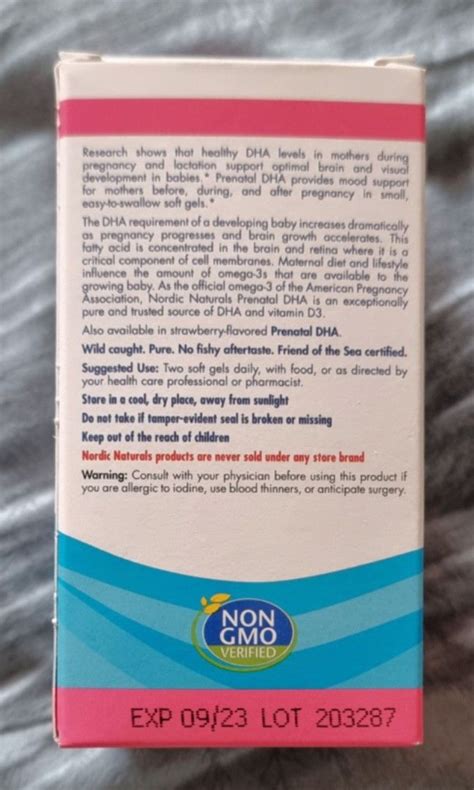 Research shows that healthy DHA levels in mothers during
pregnancy and lactation support optimal brain and visual
development in babies.* Prenatal DHA provides mood support
for mothers before, during, and after pregnancy in small,
easy-to-swallow soft gels.*
The DHA requirement of a developing baby increases dramatically
as pregnancy progresses and brain growth accelerates. This
fatty acid is concentrated in the brain and retina where it is a
critical component of cell membranes. Maternal diet and lifestyle
influence the amount of omega-3s that are available to the
growing baby. As the official omega-3 of the American Pregnancy
Association, Nordic Naturals Prenatal DHA is an exceptionally
pure and trusted source of DHA and vitamin D3.
Also available in strawberry-flavored Prenatal DHA.
Wild caught. Pure. No fishy aftertaste. Friend of the Sea certified.
Suggested Use: Two soft gels daily, with food, or as directed by
your health care professional or pharmacist.
Store in a cool, dry place, away from sunlight
Do not take if tamper-evident seal is broken or missing
Keep out of the reach of children
Nordic Naturals products are never sold under any store brand
Warning: Consult with your physician before using this product if
you are allergic to iodine, use blood thinners, or anticipate surgery.
NON
GMO
VERIFIED
EXP 09/23 LOT 203287